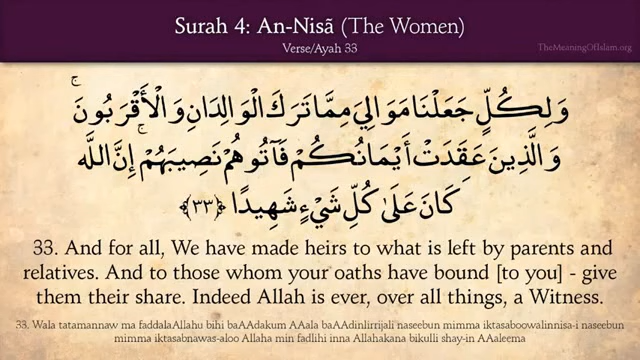 Surah 4: An-Nisã (The Women)
Verse/Ayah 33
TheMeaningOfIslam.org
وَلِكُلٍّ جَعَلْنَا مَوَالِيَ مِمَّا تَرَكَ الْوَالِدَانِ وَالْأَقْرَبُونَ ۚ
وَالَّذِينَ عَقَدَتْ أَيْمَانُكُمْ فَآتُوهُمْ نَصِيبَهُمْ ۚ إِنَّ اللَّه
كَانَ عَلَىٰ كُلِّ شَيْءٍ شَهِيدًا ﴿٣٣﴾
33. And for all, We have made heirs to what is left by parents and
relatives. And to those whom your oaths have bound [to you] - give
them their share. Indeed Allah is ever, over all things, a Witness.
33. Wala tatamannaw ma faddalaAllahu bihi baAAdakum AAala baAAdinlirrijali naseebun mimma iktasaboowalinnisa-i naseebun
mimma iktasabnawas-aloo Allaha min fadlihi inna Allahakana bikulli shay-in AAaleema